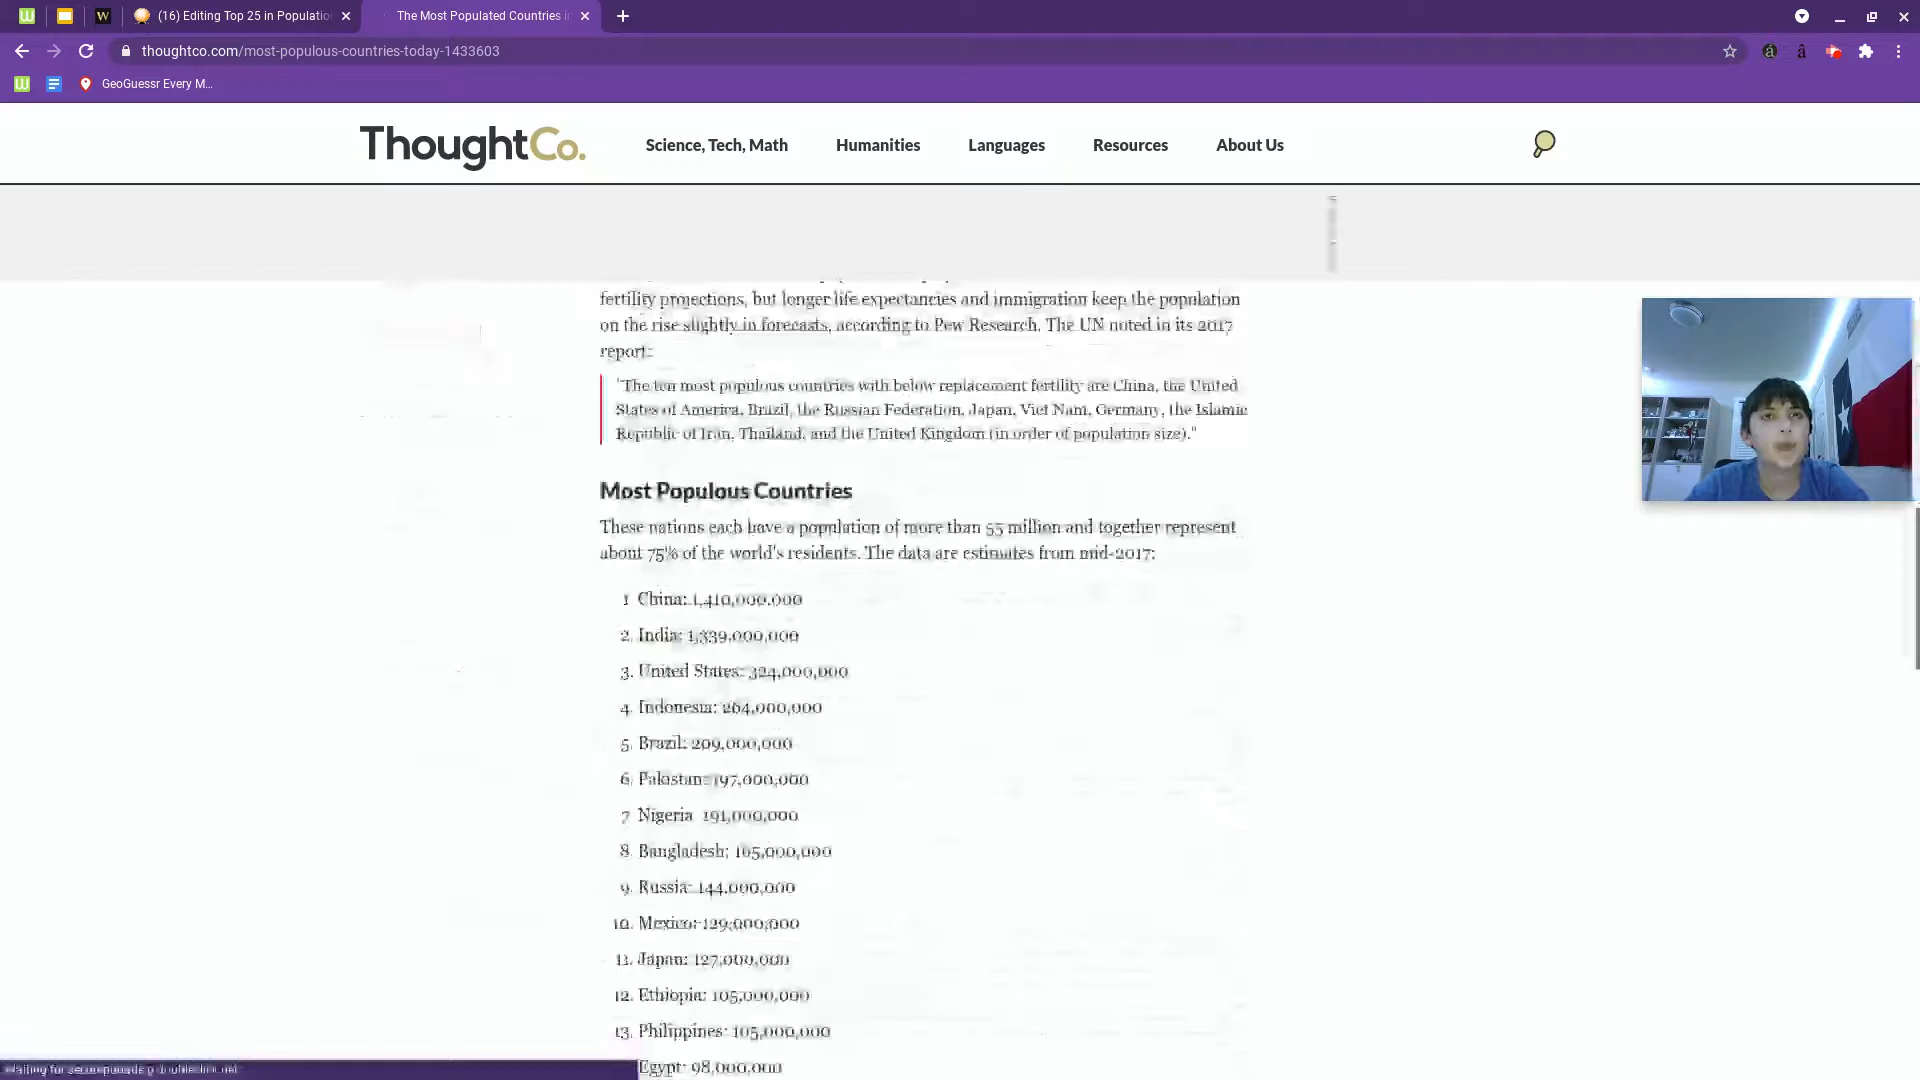 (16) Editing Top 25 in Populatio
The Most Populated Countries i
thoughtco.com/most-populous-countries-today-1433603
GeoGuessr Every M...
ThoughtCo.
Science, Tech, Math
Humanities
Languages
Resources
About Us
fertility projections, but longer life expectancies and immigration keep the population
on the rise slightly in forecasts, according to Pew Research. The UN noted in its 2017
report:
"The ten most populous countries with below replacement fertility are China, the United
States of America, Brazil, the Russian Federation, Japan, Viet Nam, Germany, the Islamic
Republic of Iran, Thailand, and the United Kingdom (in order of population size)."
Most Populous Countries
These nations each have a population of more than 55 million and together represent
about 75% of the world's residents. The data are estimates from mid-2017:
1 China: 1,410,000,000
2. India: 1,339,000,000
3. United States: 324,000,000
4. Indonesia: 264,000,000
5. Brazil: 209,000,000
6. Pakistan: 197,000,000
7 Nigeria 191,000,000
8. Bangladesh: 165,000,000
9. Russia: 144,000,000
10. Mexico: 129,000,000
11. Japan: 127,000,000
12. Ethiopia: 105,000,000
13. Philippines: 105,000,000
Egypt: 98,000,000
Waiting for securepubads.g.doubleclick.net